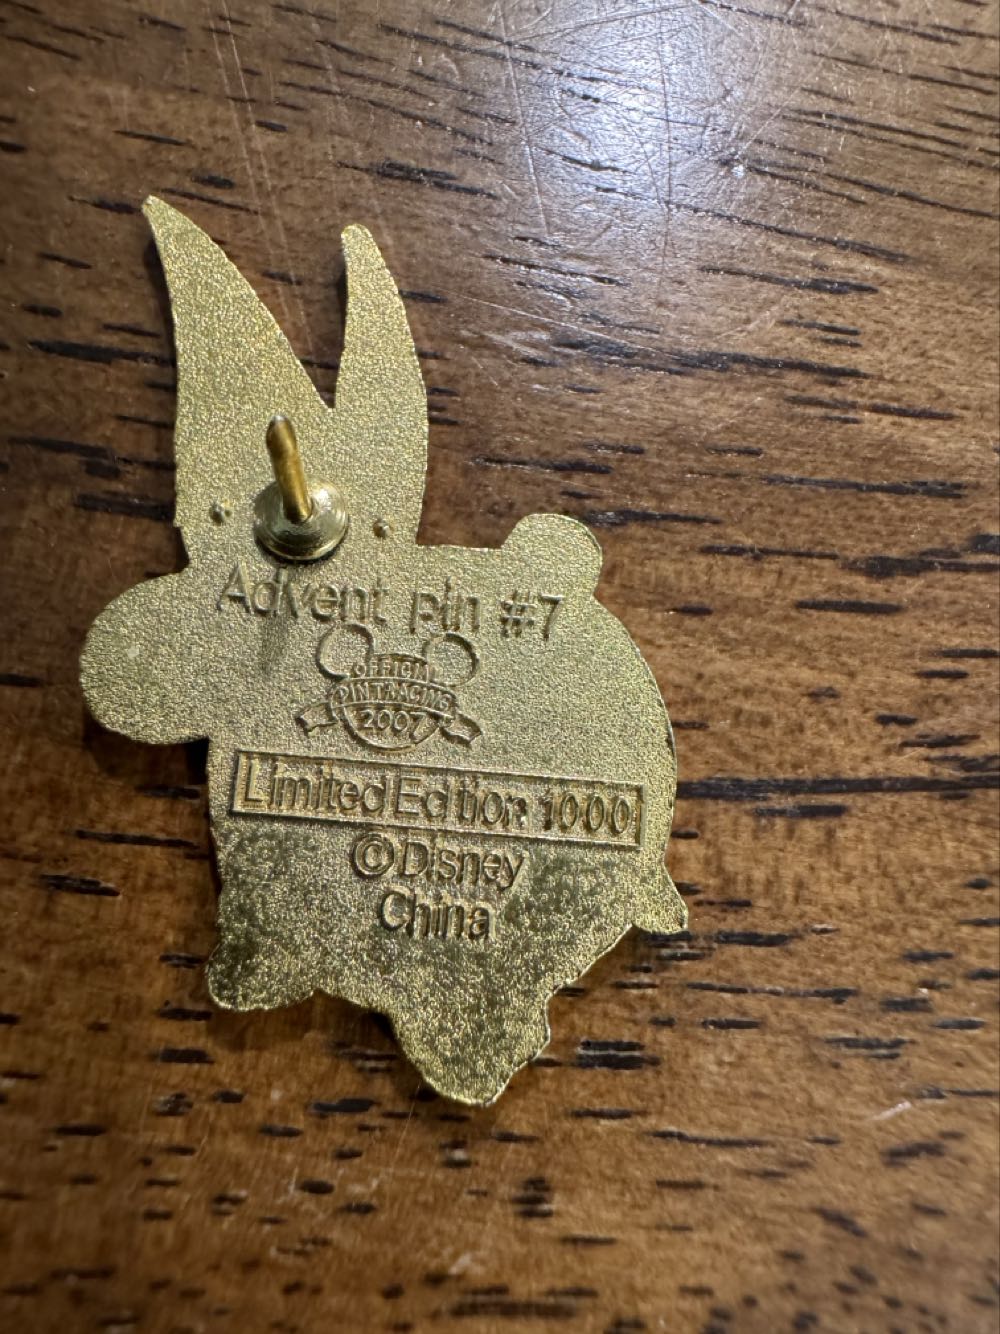 Advent pin #7
OFFICIAL
PIN TRADING
2007
Limited Edition 1000
©Disney
China